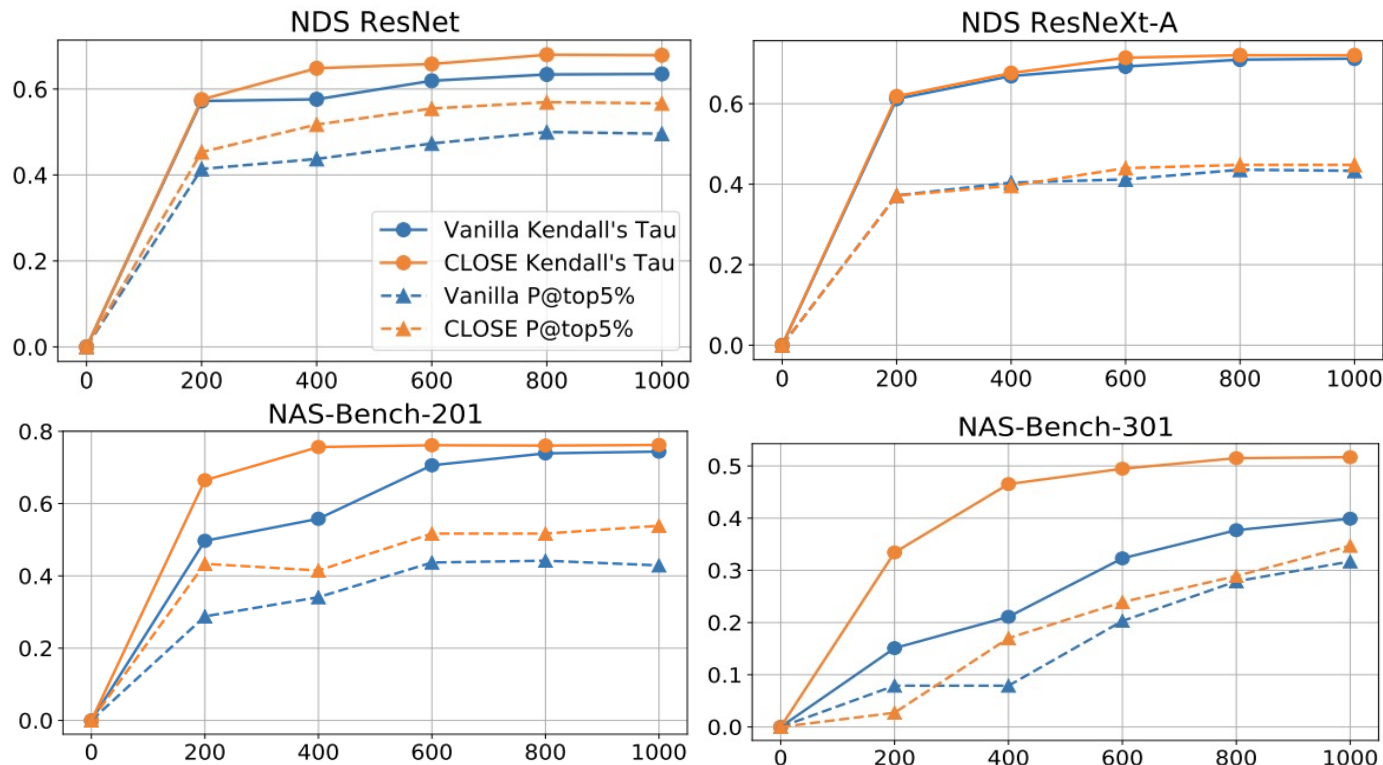 NDS ResNet
0.6
0.4
0.2
0.0
Vanilla Kendall's Tau
CLOSE Kendall's Tau
Vanilla P@top5%
CLOSE P@top5%
0 200 400 600 800 1000
NDS ResNeXt-A
0.6
0.4
0.2
0.0
0 200 400 600 800 1000
NAS-Bench-201
0.8
0.6
0.4
0.2
0.0
0 200 400 600 800 1000
NAS-Bench-301
0.5
0.4
0.3
0.2
0.1
0.0
0 200 400 600 800 1000